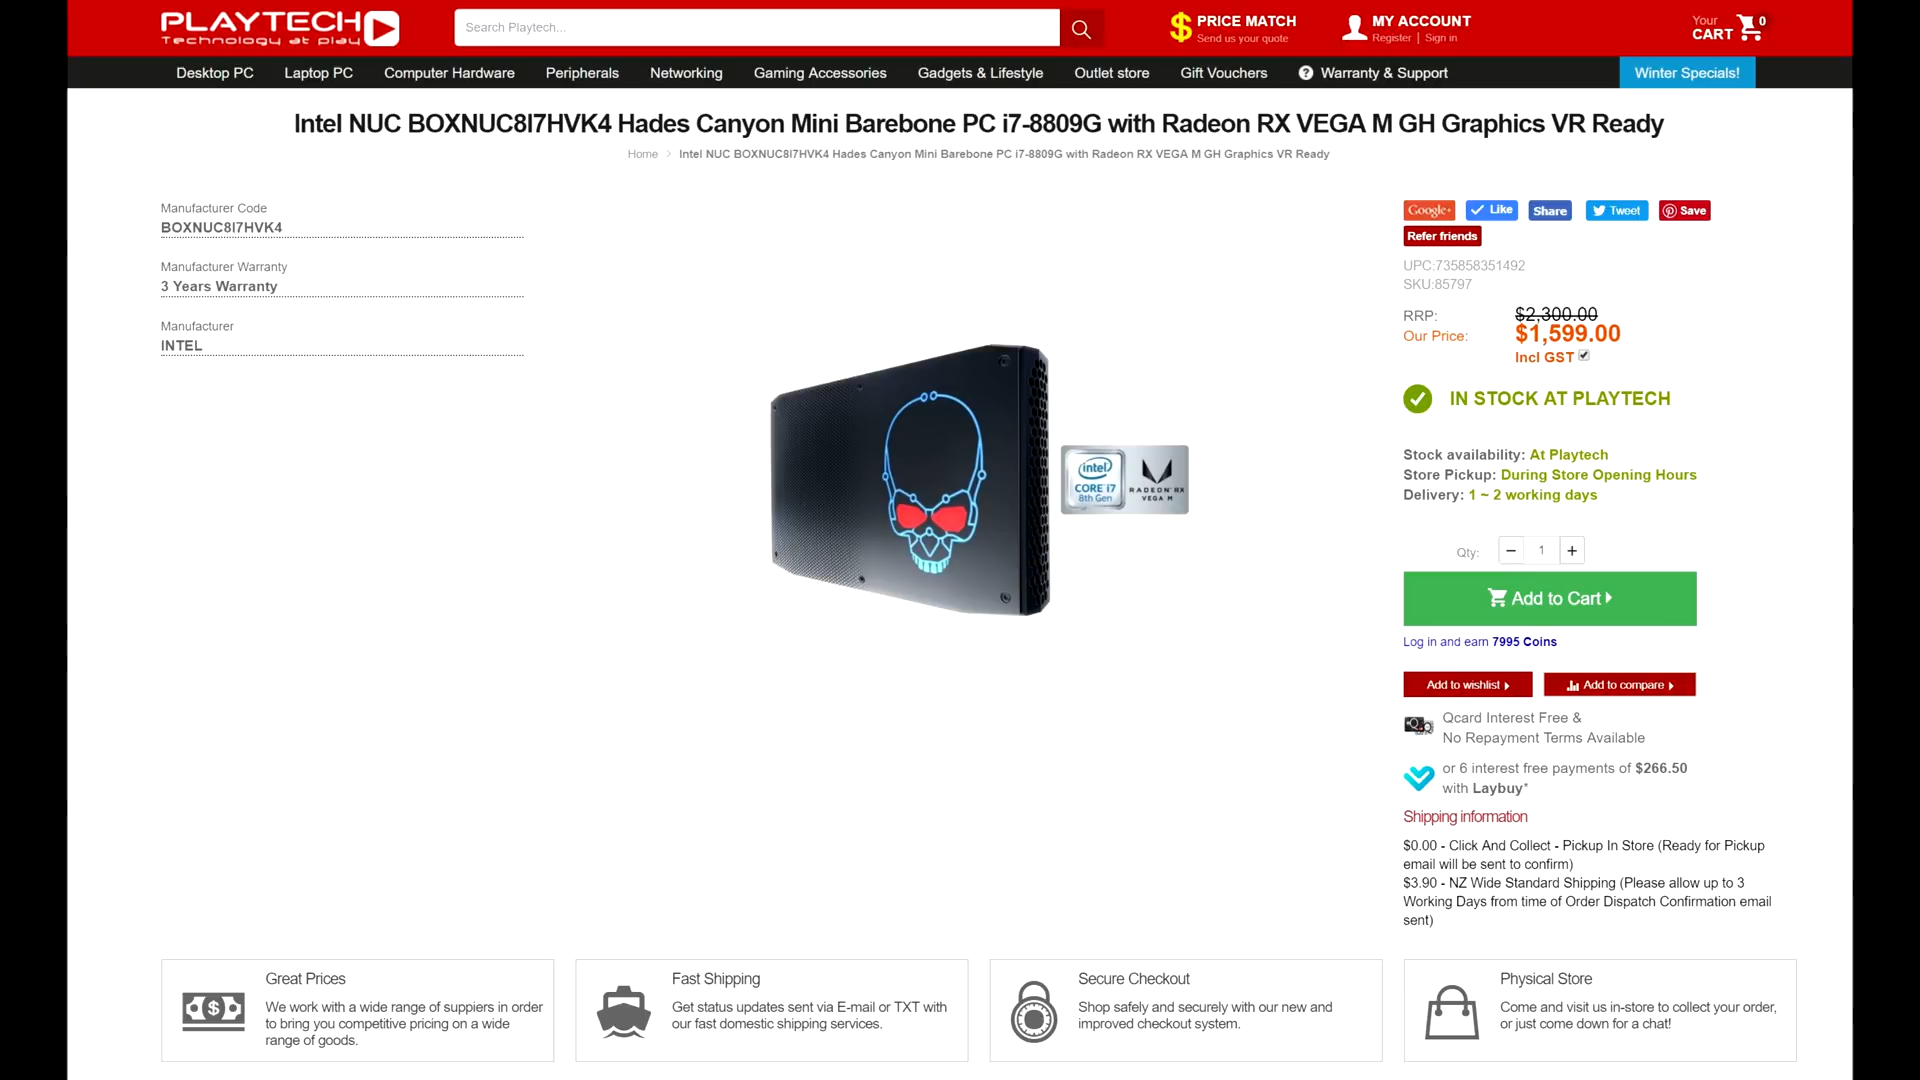 PLAYTECH
Technology at play
Search Playtech...
PRICE MATCH
Send us your quote
MY ACCOUNT
Register | Sign in
Your
CART
0
Desktop PC
Laptop PC
Computer Hardware
Peripherals
Networking
Gaming Accessories
Gadgets & Lifestyle
Outlet store
Gift Vouchers
Warranty & Support
Winter Specials!
Intel NUC BOXNUC8I7HVK4 Hades Canyon Mini Barebone PC i7-8809G with Radeon RX VEGA M GH Graphics VR Ready
Home > Intel NUC BOXNUC8I7HVK4 Hades Canyon Mini Barebone PC i7-8809G with Radeon RX VEGA M GH Graphics VR Ready
Manufacturer Code
BOXNUC8I7HVK4
Manufacturer Warranty
3 Years Warranty
Manufacturer
INTEL
intel
CORE i7
8th Gen
RADEON RX
VEGA M
Google+
Like
Share
Tweet
Save
Refer friends
UPC:735858351492
SKU:85797
RRP: $2,300.00
Our Price: $1,599.00
Incl GST
IN STOCK AT PLAYTECH
Stock availability: At Playtech
Store Pickup: During Store Opening Hours
Delivery: 1 ~ 2 working days
Qty: − 1 +
Add to Cart
Log in and earn 7995 Coins
Add to wishlist
Add to compare
Qcard Interest Free &
No Repayment Terms Available
or 6 interest free payments of $266.50
with Laybuy*
Shipping information
$0.00 - Click And Collect - Pickup In Store (Ready for Pickup
email will be sent to confirm)
$3.90 - NZ Wide Standard Shipping (Please allow up to 3
Working Days from time of Order Dispatch Confirmation email
sent)
Great Prices
We work with a wide range of suppiers in order
to bring you competitive pricing on a wide
range of goods.
Fast Shipping
Get status updates sent via E-mail or TXT with
our fast domestic shipping services.
Secure Checkout
Shop safely and securely with our new and
improved checkout system.
Physical Store
Come and visit us in-store to collect your order,
or just come down for a chat!